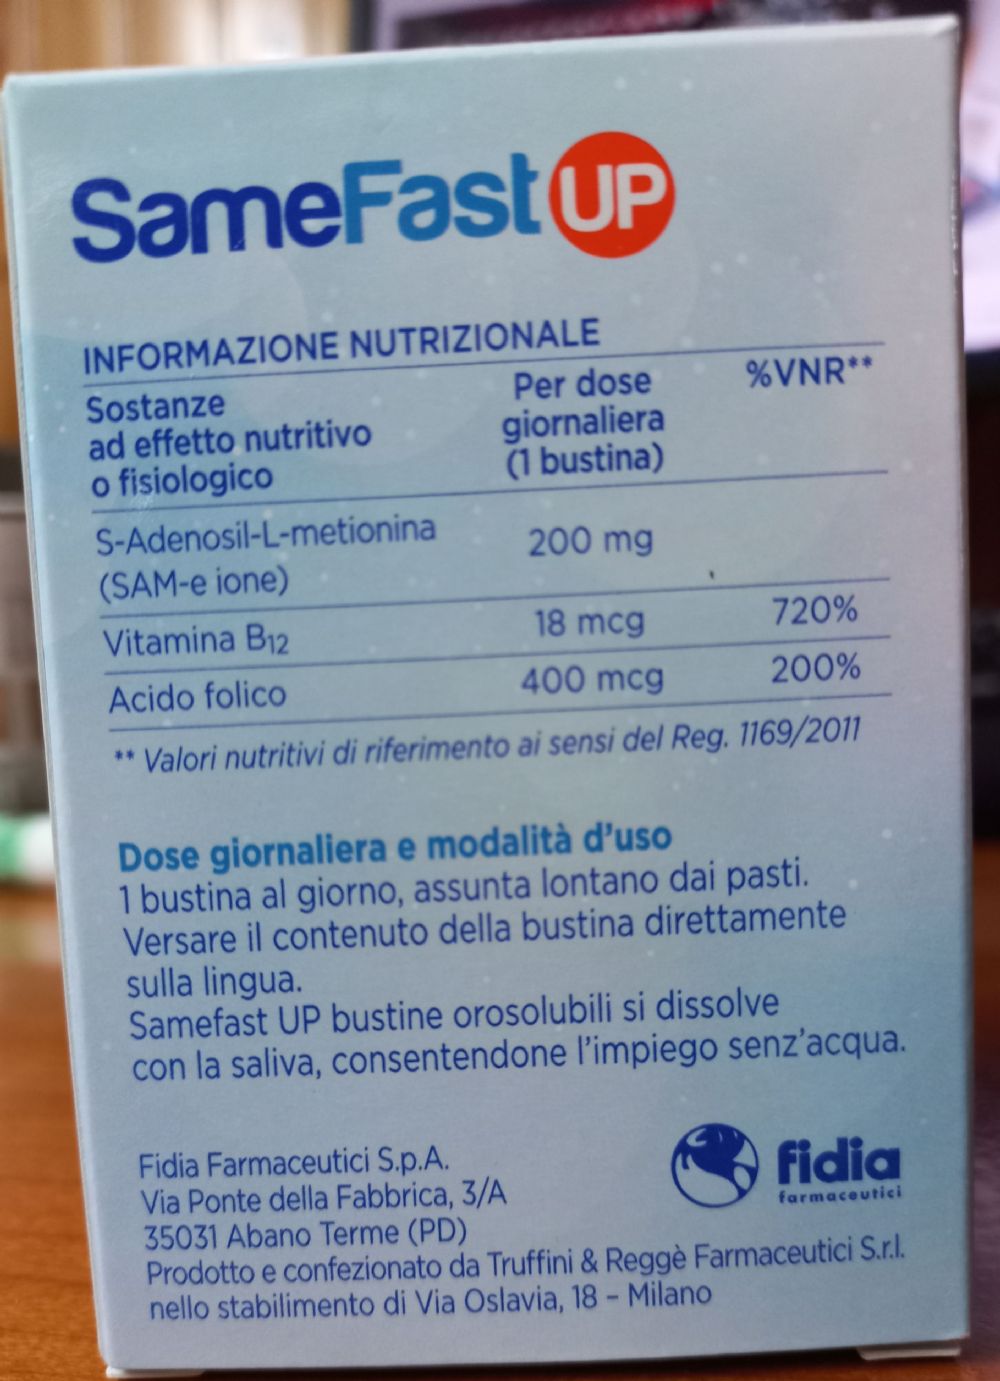 SameFast UP
INFORMAZIONE NUTRIZIONALE
Sostanze
ad effetto nutritivo
o fisiologico
Per dose
giornaliera
(1 bustina)
%VNR**
S-Adenosil-L-metionina
(SAM-e ione)
200 mg
Vitamina B12 18 mcg 720%
Acido folico 400 mcg 200%
** Valori nutritivi di riferimento ai sensi del Reg. 1169/2011
Dose giornaliera e modalità d'uso
1 bustina al giorno, assunta lontano dai pasti.
Versare il contenuto della bustina direttamente
sulla lingua.
Samefast UP bustine orosolubili si dissolve
con la saliva, consentendone l'impiego senz'acqua.
Fidia Farmaceutici S.p.A.
Via Ponte della Fabbrica, 3/A
35031 Abano Terme (PD)
Prodotto e confezionato da Truffini & Reggè Farmaceutici S.r.l.
nello stabilimento di Via Oslavia, 18 – Milano
fidia
farmaceutici